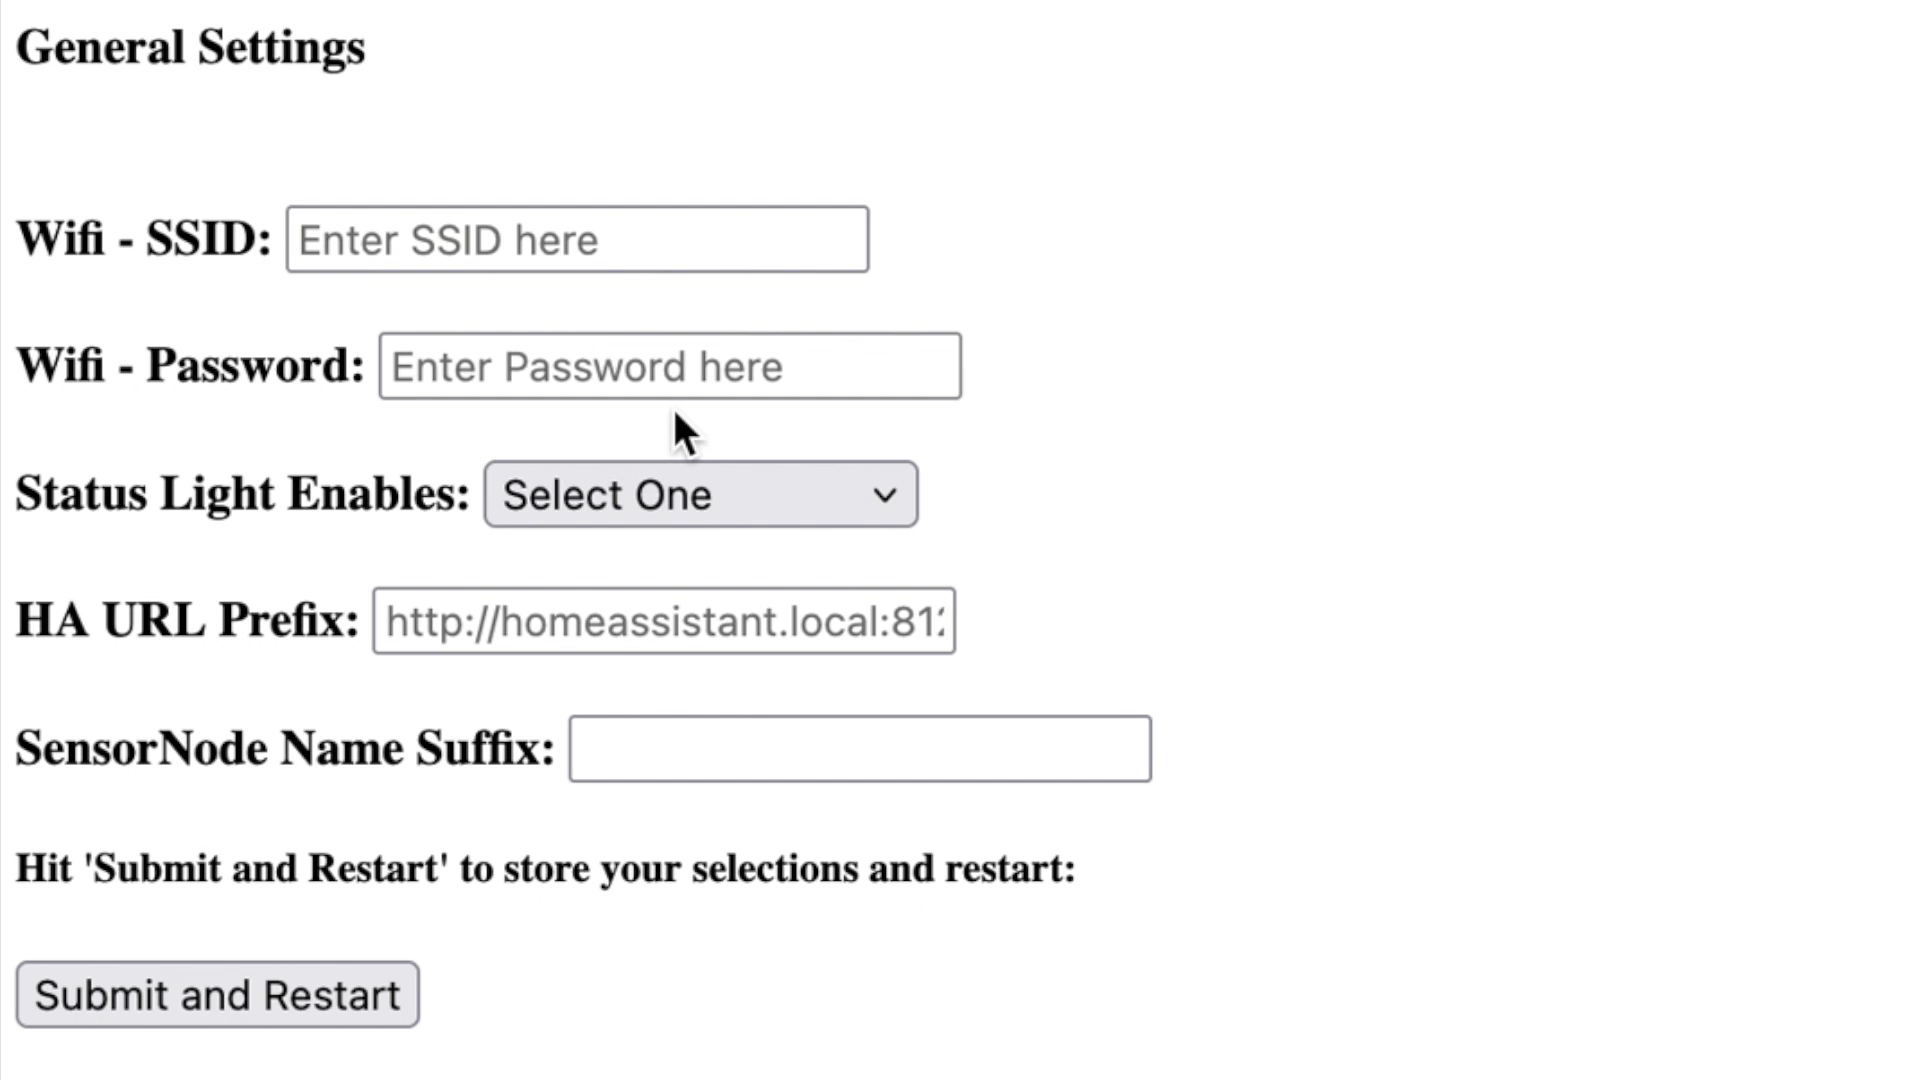 General Settings
Wifi - SSID: Enter SSID here
Wifi - Password: Enter Password here
Status Light Enables: Select One
HA URL Prefix: http://homeassistant.local:81
SensorNode Name Suffix:
Hit 'Submit and Restart' to store your selections and restart:
Submit and Restart